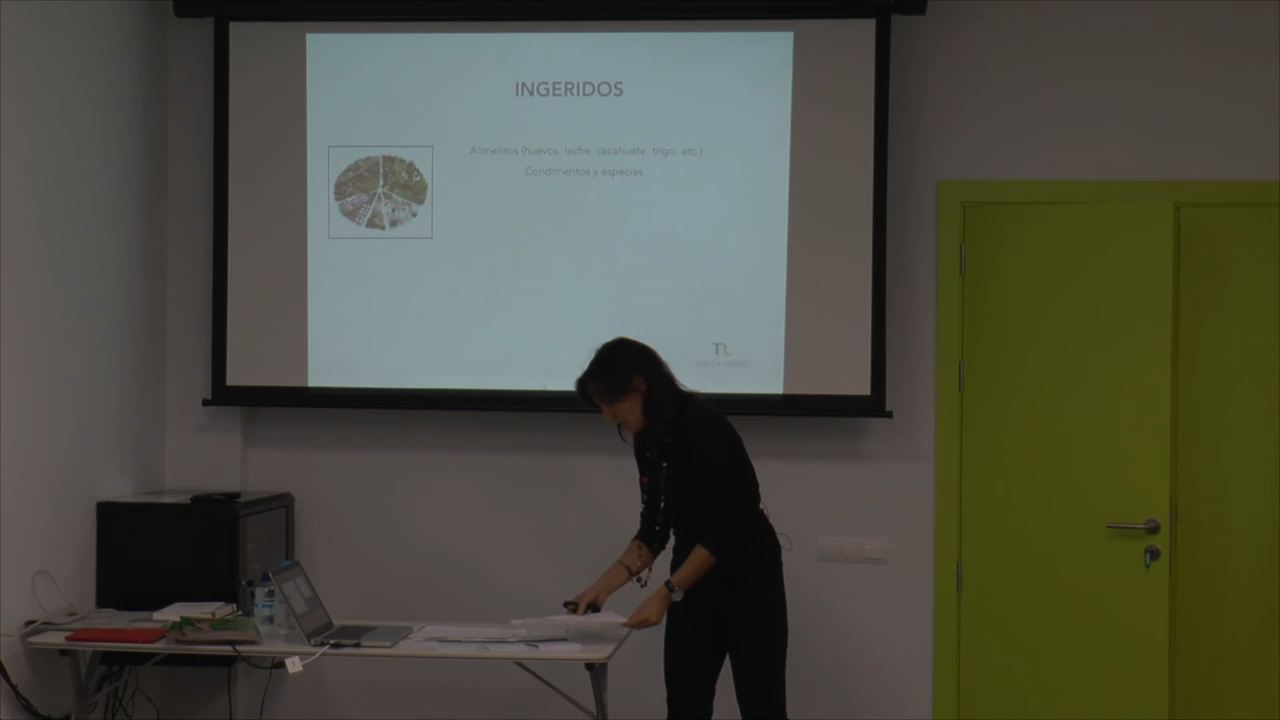 INGERIDOS
Alimentos (huevos, leche, cacahuete, trigo, etc.)
Condimentos y especias.
TL